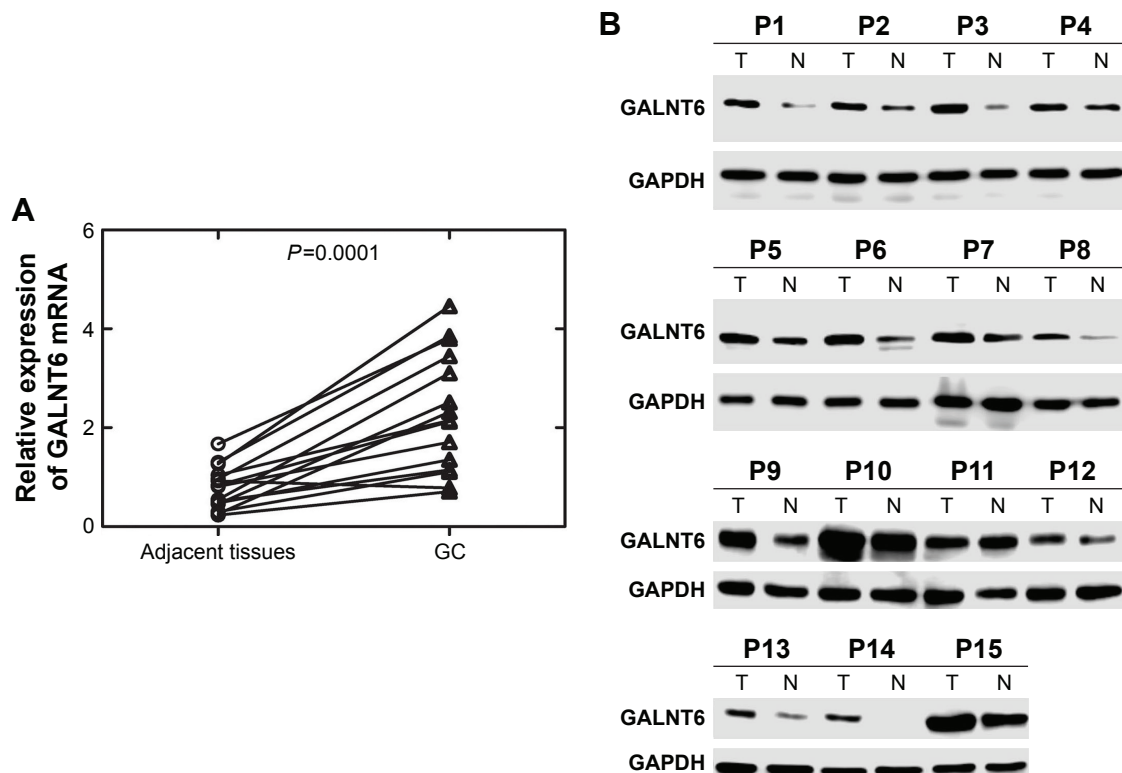 A
Relative expression
of GALNT6 mRNA
6
4
2
0
P=0.0001
Adjacent tissues GC
B
P1 P2 P3 P4
T N T N T N T N
GALNT6
GAPDH
P5 P6 P7 P8
T N T N T N T N
GALNT6
GAPDH
P9 P10 P11 P12
T N T N T N T N
GALNT6
GAPDH
P13 P14 P15
T N T N T N
GALNT6
GAPDH